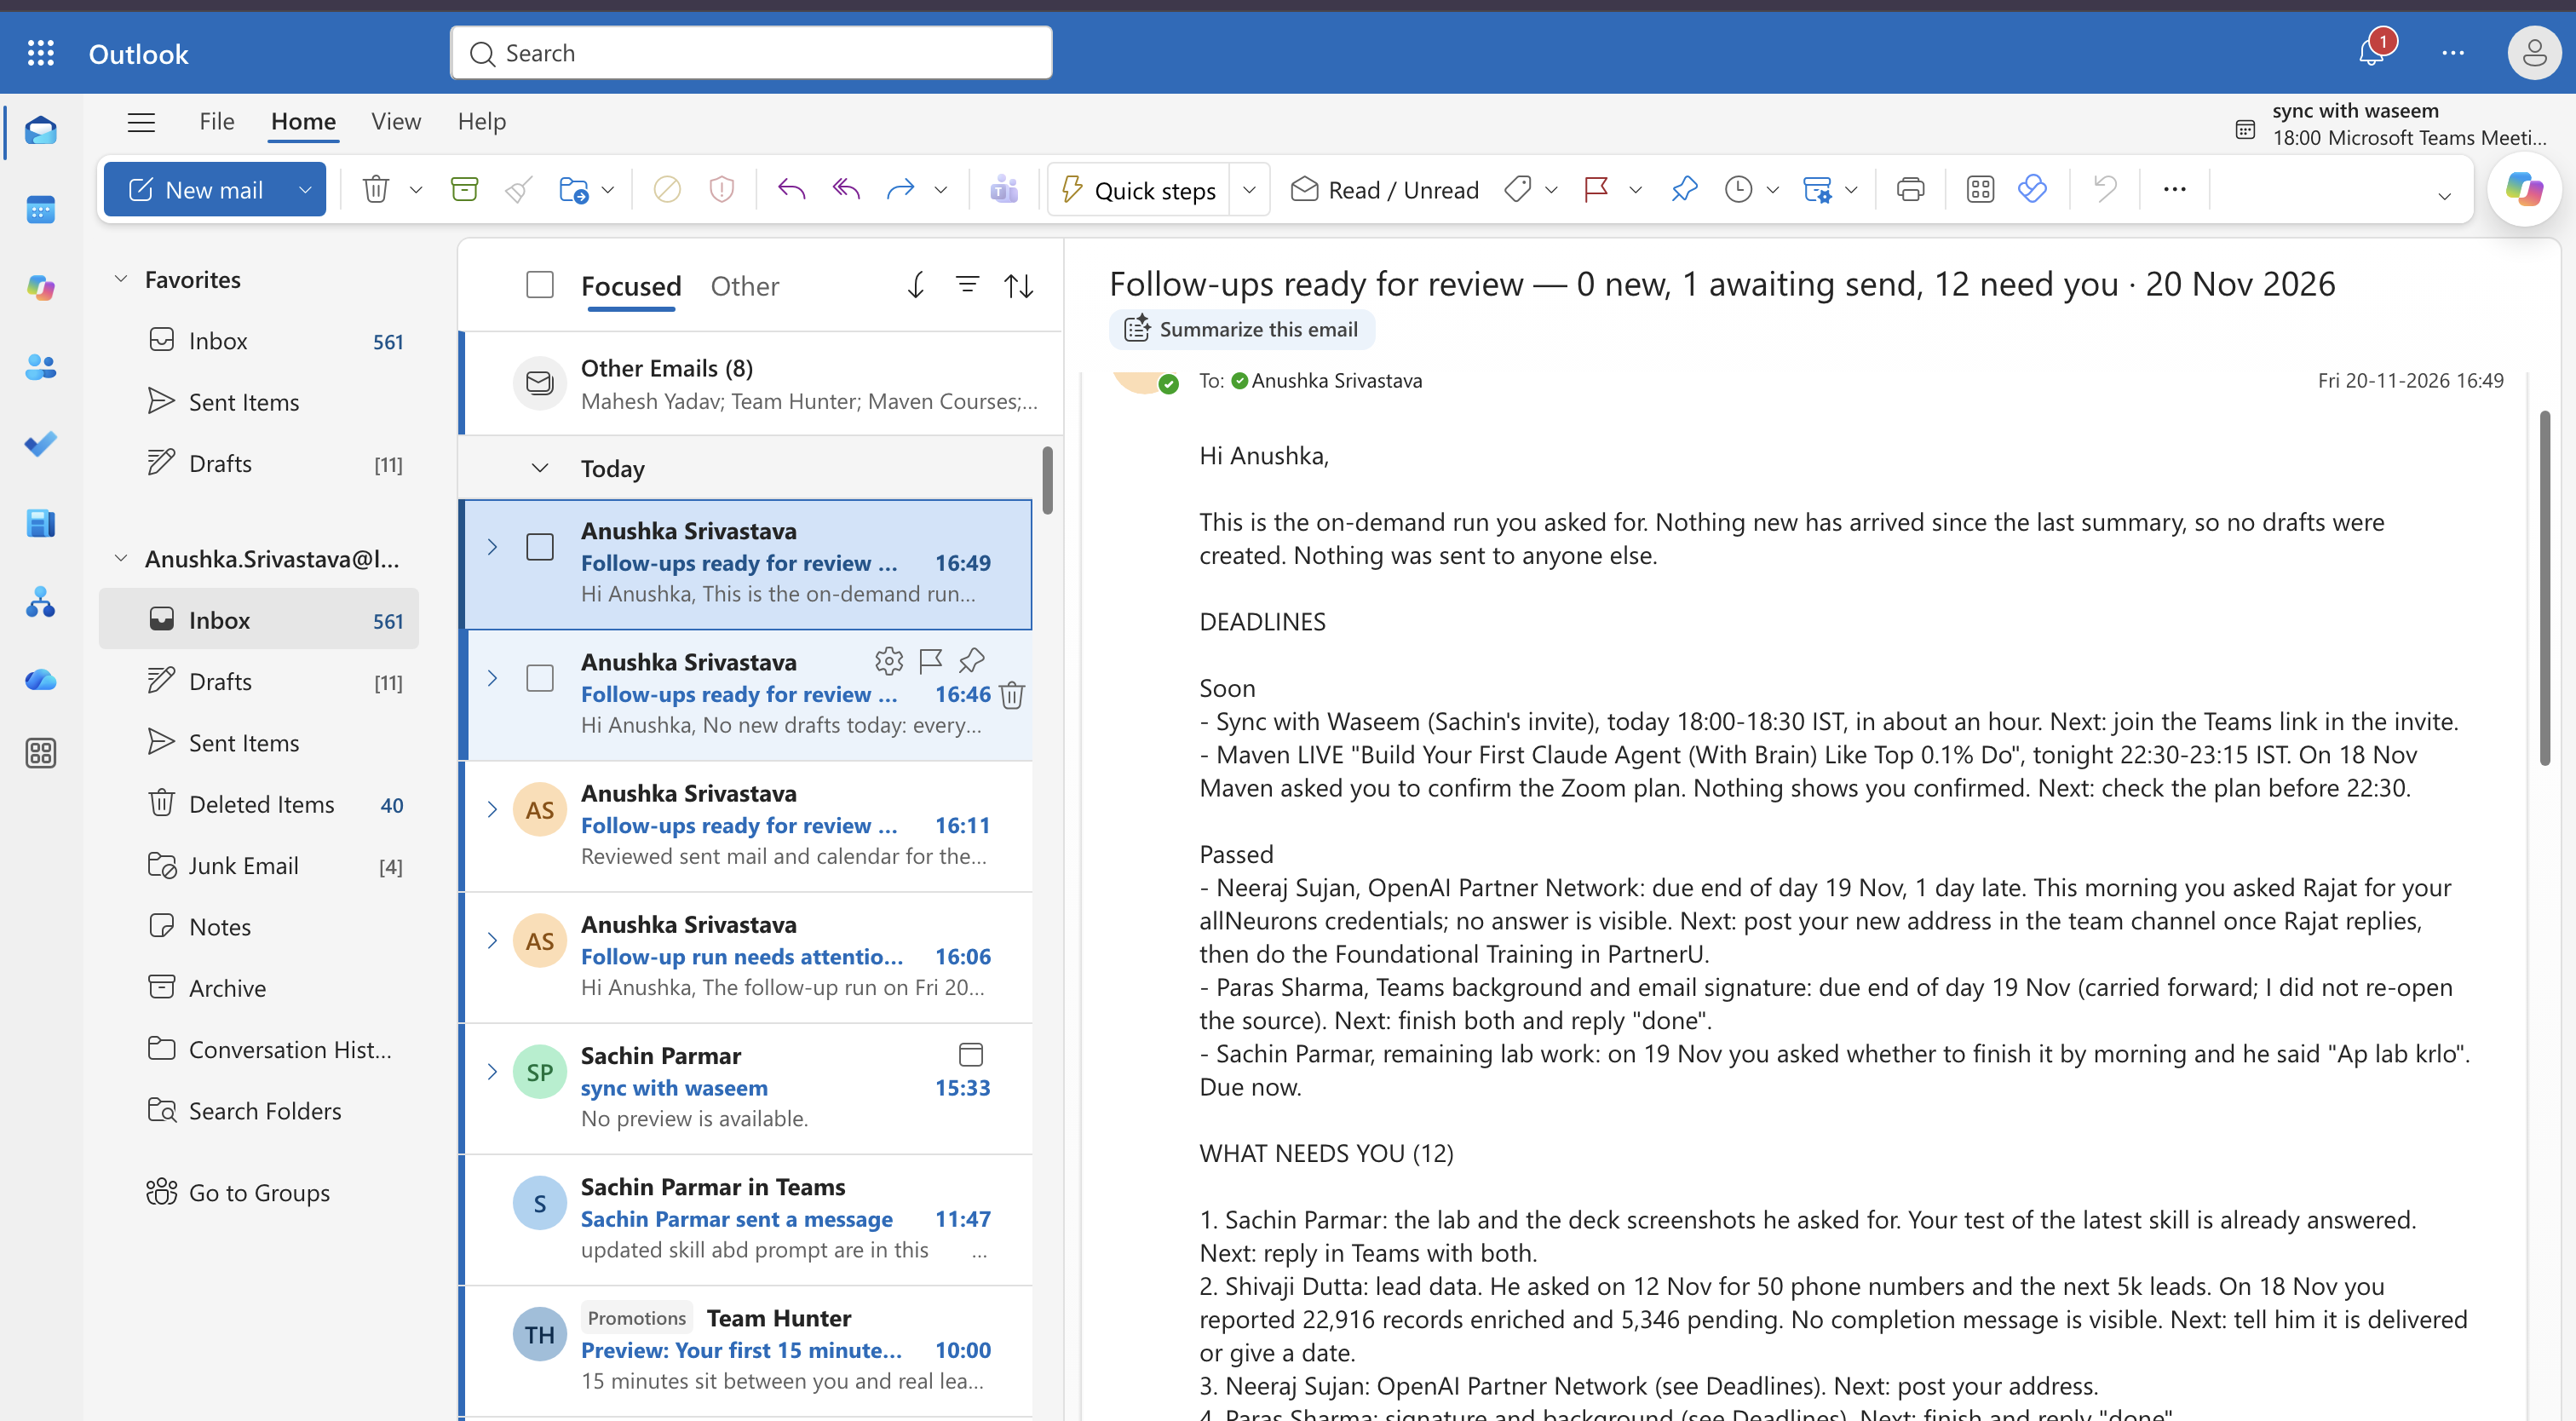 Outlook
Search
1
File
Home
View
Help
sync with waseem
18:00 Microsoft Teams Meeti...
New mail
Quick steps
Read / Unread
Favorites
Inbox 561
Sent Items
Drafts [11]
Anushka.Srivastava@l...
Inbox 561
Drafts [11]
Sent Items
Deleted Items 40
Junk Email [4]
Notes
Archive
Conversation Hist...
Search Folders
Go to Groups
Focused Other
Other Emails (8)
Mahesh Yadav; Team Hunter; Maven Courses;...
Today
Anushka Srivastava
Follow-ups ready for review ... 16:49
Hi Anushka, This is the on-demand run...
Anushka Srivastava
Follow-ups ready for review ... 16:46
Hi Anushka, No new drafts today: every...
AS
Anushka Srivastava
Follow-ups ready for review ... 16:11
Reviewed sent mail and calendar for the...
AS
Anushka Srivastava
Follow-up run needs attentio... 16:06
Hi Anushka, The follow-up run on Fri 20...
SP
Sachin Parmar
sync with waseem 15:33
No preview is available.
S
Sachin Parmar in Teams
Sachin Parmar sent a message 11:47
updated skill abd prompt are in this ...
TH
Promotions Team Hunter
Preview: Your first 15 minute... 10:00
15 minutes sit between you and real lea...
Follow-ups ready for review — 0 new, 1 awaiting send, 12 need you · 20 Nov 2026
Summarize this email
To: Anushka Srivastava
Fri 20-11-2026 16:49
Hi Anushka,
This is the on-demand run you asked for. Nothing new has arrived since the last summary, so no drafts were
created. Nothing was sent to anyone else.
DEADLINES
Soon
- Sync with Waseem (Sachin's invite), today 18:00-18:30 IST, in about an hour. Next: join the Teams link in the invite.
- Maven LIVE "Build Your First Claude Agent (With Brain) Like Top 0.1% Do", tonight 22:30-23:15 IST. On 18 Nov
Maven asked you to confirm the Zoom plan. Nothing shows you confirmed. Next: check the plan before 22:30.
Passed
- Neeraj Sujan, OpenAI Partner Network: due end of day 19 Nov, 1 day late. This morning you asked Rajat for your
allNeurons credentials; no answer is visible. Next: post your new address in the team channel once Rajat replies,
then do the Foundational Training in PartnerU.
- Paras Sharma, Teams background and email signature: due end of day 19 Nov (carried forward; I did not re-open
the source). Next: finish both and reply "done".
- Sachin Parmar, remaining lab work: on 19 Nov you asked whether to finish it by morning and he said "Ap lab krlo".
Due now.
WHAT NEEDS YOU (12)
1. Sachin Parmar: the lab and the deck screenshots he asked for. Your test of the latest skill is already answered.
Next: reply in Teams with both.
2. Shivaji Dutta: lead data. He asked on 12 Nov for 50 phone numbers and the next 5k leads. On 18 Nov you
reported 22,916 records enriched and 5,346 pending. No completion message is visible. Next: tell him it is delivered
or give a date.
3. Neeraj Sujan: OpenAI Partner Network (see Deadlines). Next: post your address.
4. Paras Sharma: signature and background (see Deadlines). Next: finish and reply "done".